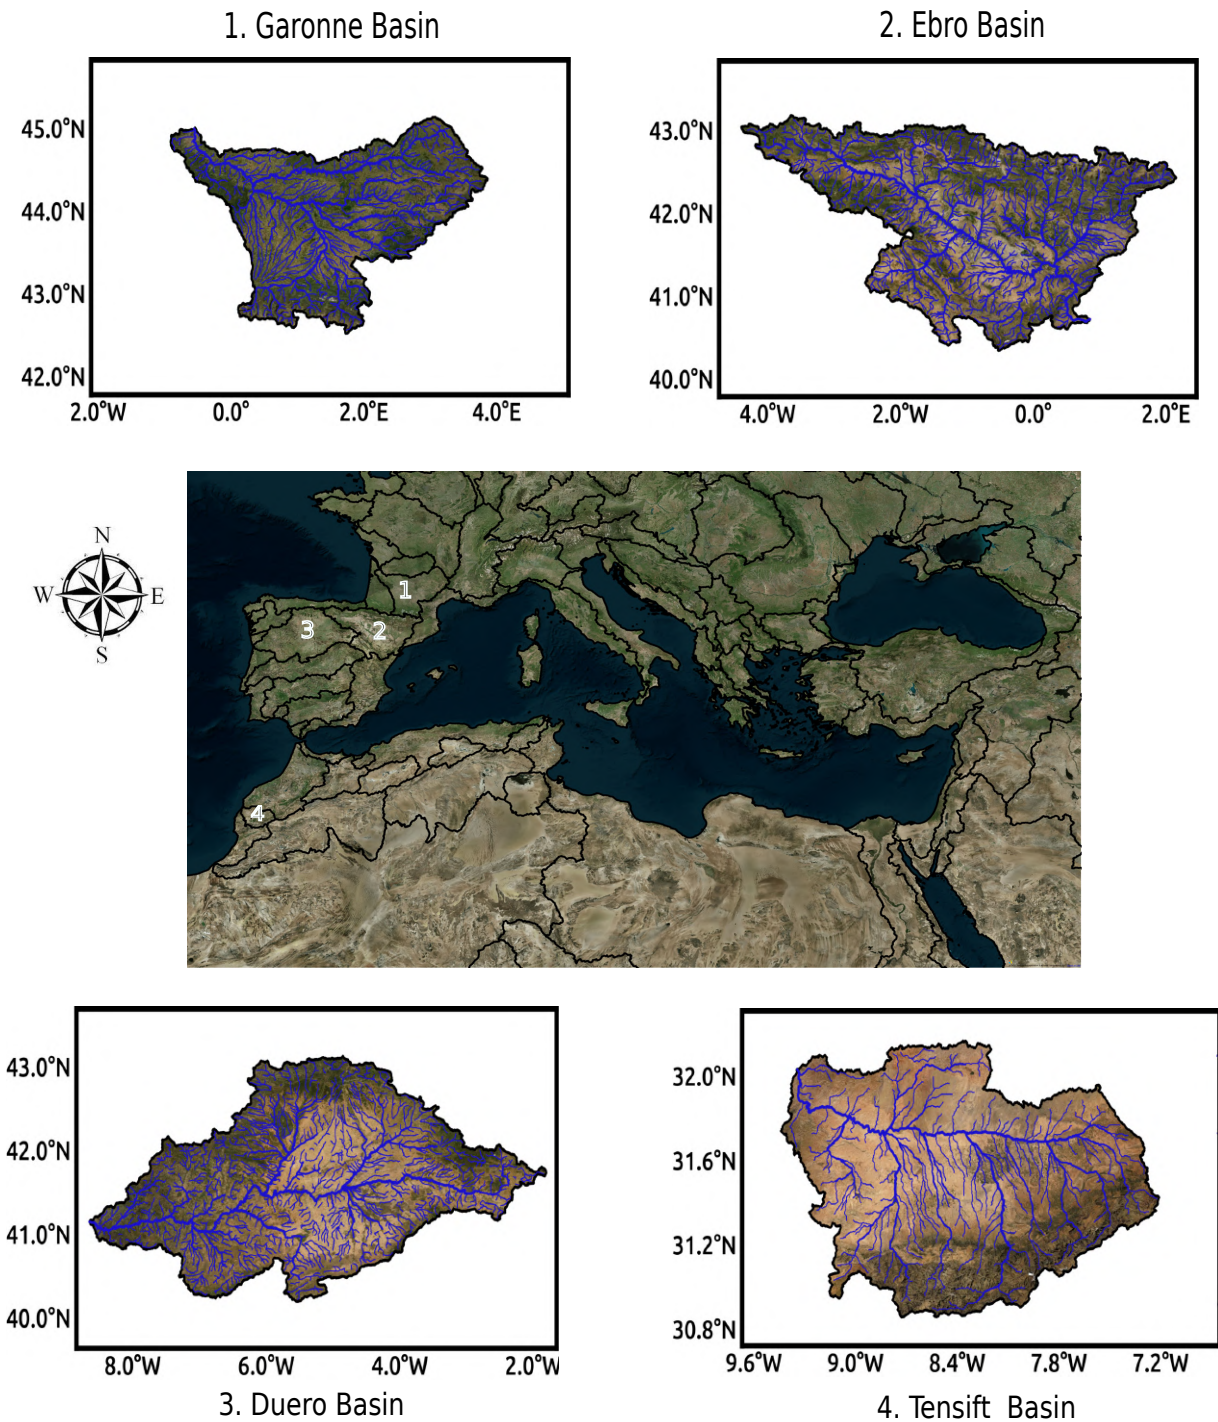 1. Garonne Basin
2. Ebro Basin
45.0°N
44.0°N
43.0°N
42.0°N
2.0°W 0.0° 2.0°E 4.0°E
43.0°N
42.0°N
41.0°N
40.0°N
4.0°W 2.0°W 0.0° 2.0°E
N
W E
S
1
3 2
4
43.0°N
42.0°N
41.0°N
40.0°N
8.0°W 6.0°W 4.0°W 2.0°W
3. Duero Basin
32.0°N
31.6°N
31.2°N
30.8°N
9.6°W 9.0°W 8.4°W 7.8°W 7.2°W
4. Tensift Basin